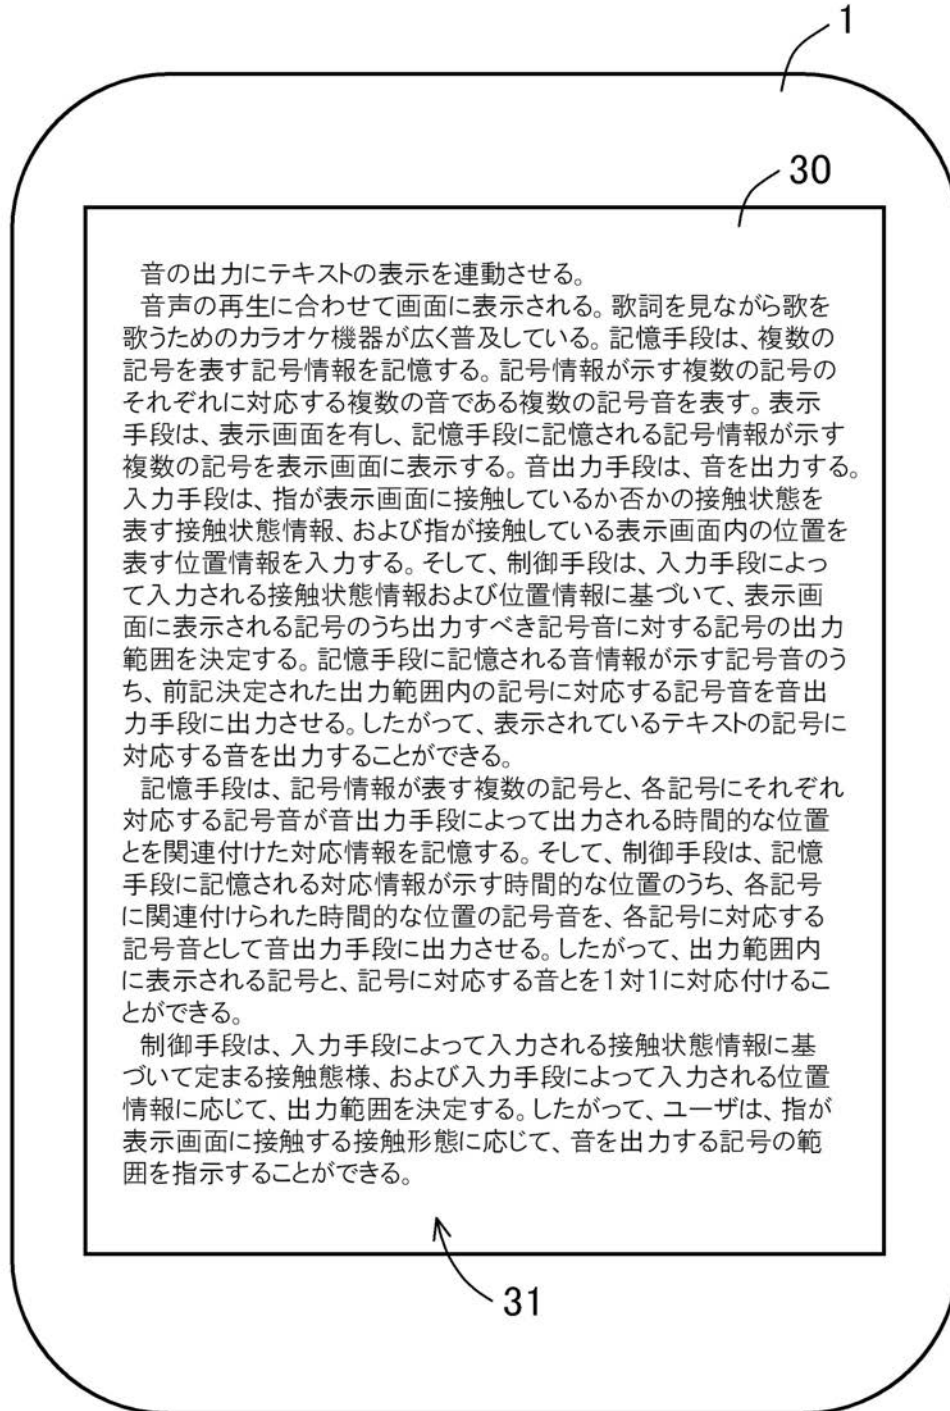 1
30
音の出力にテキストの表示を連動させる。
音声の再生に合わせて画面に表示される。歌詞を見ながら歌を
歌うためのカラオケ機器が広く普及している。記憶手段は、複数の
記号を表す記号情報を記憶する。記号情報が示す複数の記号の
それぞれに対応する複数の音である複数の記号音を表す。表示
手段は、表示画面を有し、記憶手段に記憶される記号情報が示す
複数の記号を表示画面に表示する。音出力手段は、音を出力する。
入力手段は、指が表示画面に接触しているか否かの接触状態を
表す接触状態情報、および指が接触している表示画面内の位置を
表す位置情報を入力する。そして、制御手段は、入力手段によっ
て入力される接触状態情報および位置情報に基づいて、表示画
面に表示される記号のうち出力すべき記号音に対する記号の出力
範囲を決定する。記憶手段に記憶される音情報が示す記号音のう
ち、前記決定された出力範囲内の記号に対応する記号音を音出
力手段に出力させる。したがって、表示されているテキストの記号に
対応する音を出力することができる。
記憶手段は、記号情報が表す複数の記号と、各記号にそれぞれ
対応する記号音が音出力手段によって出力される時間的な位置
とを関連付けた対応情報を記憶する。そして、制御手段は、記憶
手段に記憶される対応情報が示す時間的な位置のうち、各記号
に関連付けられた時間的な位置の記号音を、各記号に対応する
記号音として音出力手段に出力させる。したがって、出力範囲内
に表示される記号と、記号に対応する音とを1対1に対応付けるこ
とができる。
制御手段は、入力手段によって入力される接触状態情報に基
づいて定まる接触態様、および入力手段によって入力される位置
情報に応じて、出力範囲を決定する。したがって、ユーザは、指が
表示画面に接触する接触形態に応じて、音を出力する記号の範
囲を指示することができる。
31